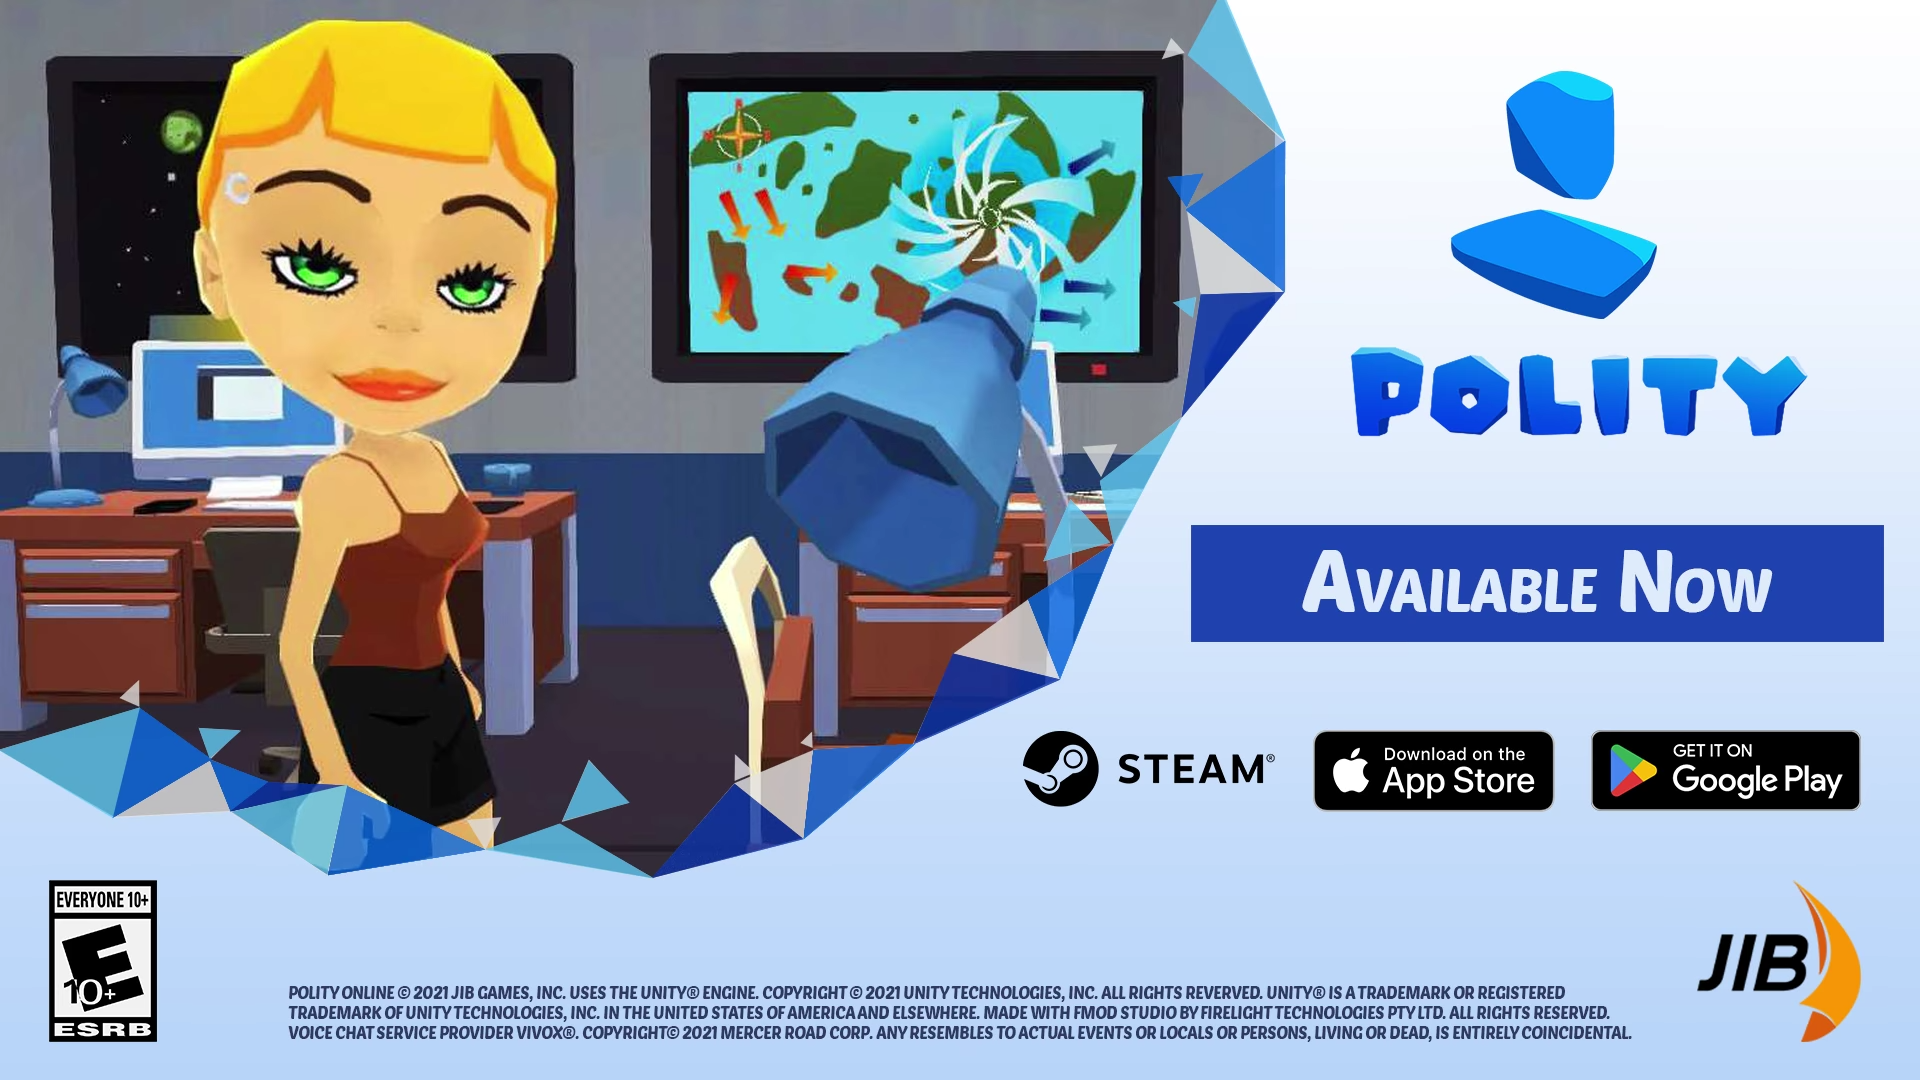 POLITY
AVAILABLE NOW
STEAM®
Download on the
App Store
GET IT ON
Google Play
EVERYONE 10+
E
10+
ESRB
JIB
POLITY ONLINE © 2021 JIB GAMES, INC. USES THE UNITY® ENGINE. COPYRIGHT © 2021 UNITY TECHNOLOGIES, INC. ALL RIGHTS REVERVED. UNITY® IS A TRADEMARK OR REGISTERED
TRADEMARK OF UNITY TECHNOLOGIES, INC. IN THE UNITED STATES OF AMERICA AND ELSEWHERE. MADE WITH FMOD STUDIO BY FIRELIGHT TECHNOLOGIES PTY LTD. ALL RIGHTS RESERVED.
VOICE CHAT SERVICE PROVIDER VIVOX®. COPYRIGHT© 2021 MERCER ROAD CORP. ANY RESEMBLES TO ACTUAL EVENTS OR LOCALS OR PERSONS, LIVING OR DEAD, IS ENTIRELY COINCIDENTAL.